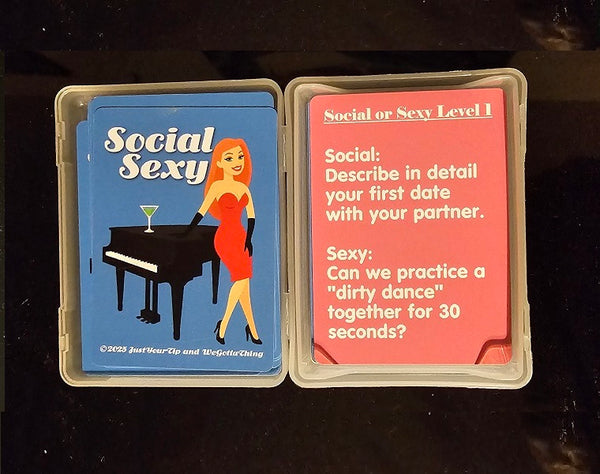 Social
Sexy
©2025 JustYourTip and WeGottaThing
Social or Sexy Level 1
Social:
Describe in detail
your first date
with your partner.
Sexy:
Can we practice a
"dirty dance"
together for 30
seconds?